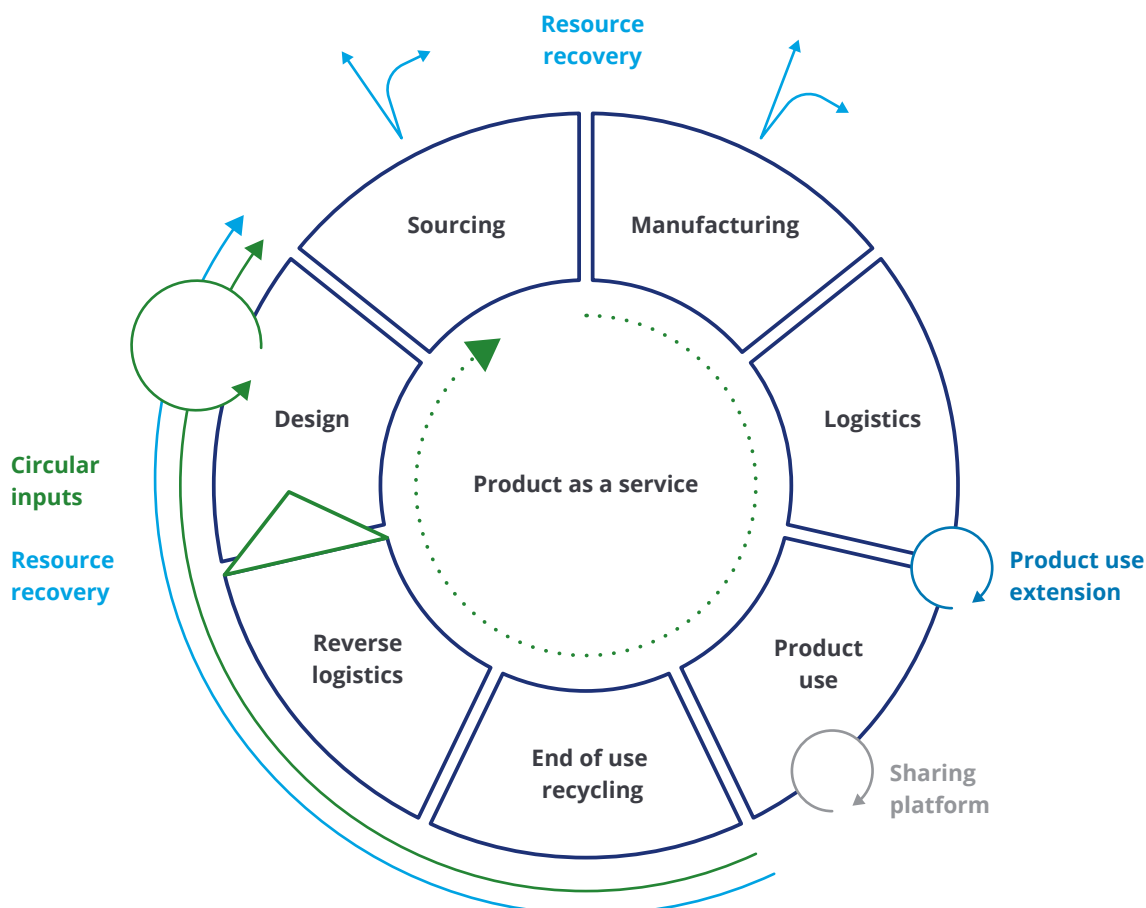 Resource
recovery
Sourcing
Manufacturing
Design
Logistics
Circular
inputs
Product as a service
Resource
recovery
Product use
extension
Reverse
logistics
Product
use
End of use
recycling
Sharing
platform